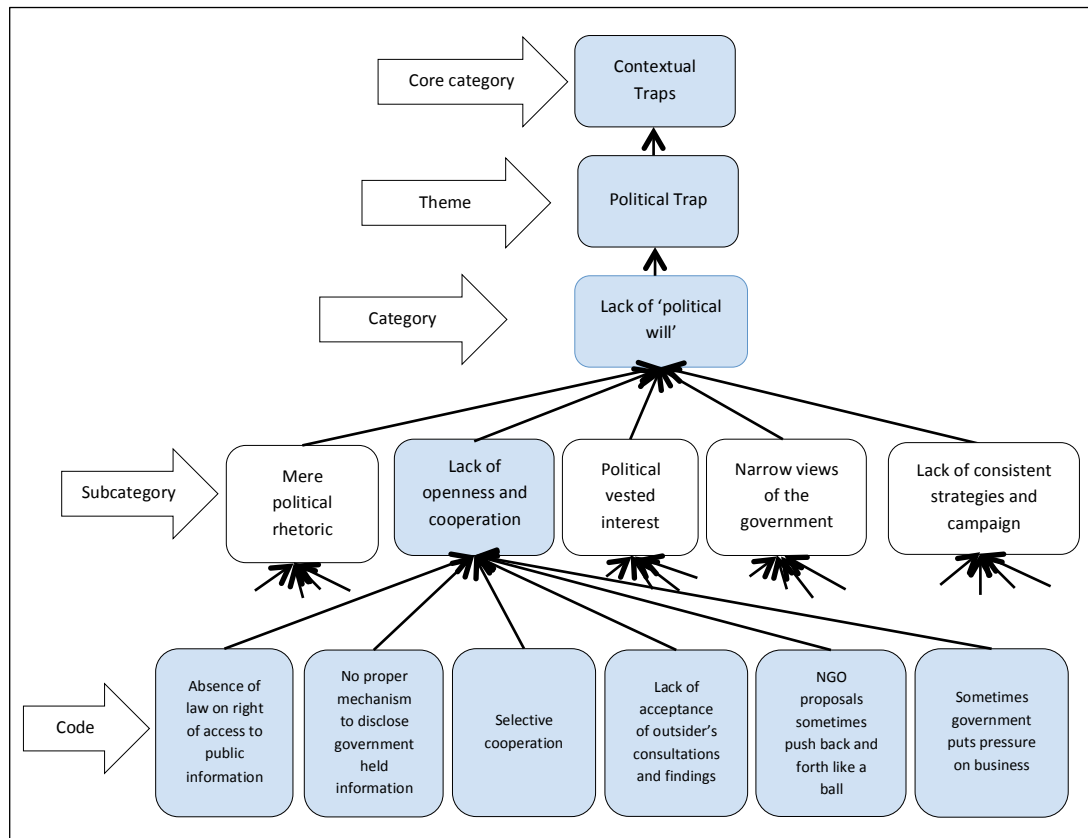 Core category
Contextual
Traps
Theme
Political Trap
Category
Lack of ‘political
will’
Subcategory
Mere
political
rhetoric
Lack of
openness and
cooperation
Political
vested
interest
Narrow views
of the
government
Lack of consistent
strategies and
campaign
Code
Absence of
law on right
of access to
public
information
No proper
mechanism
to disclose
government
held
information
Selective
cooperation
Lack of
acceptance
of outsider’s
consultations
and findings
NGO
proposals
sometimes
push back and
forth like a
ball
Sometimes
government
puts pressure
on business